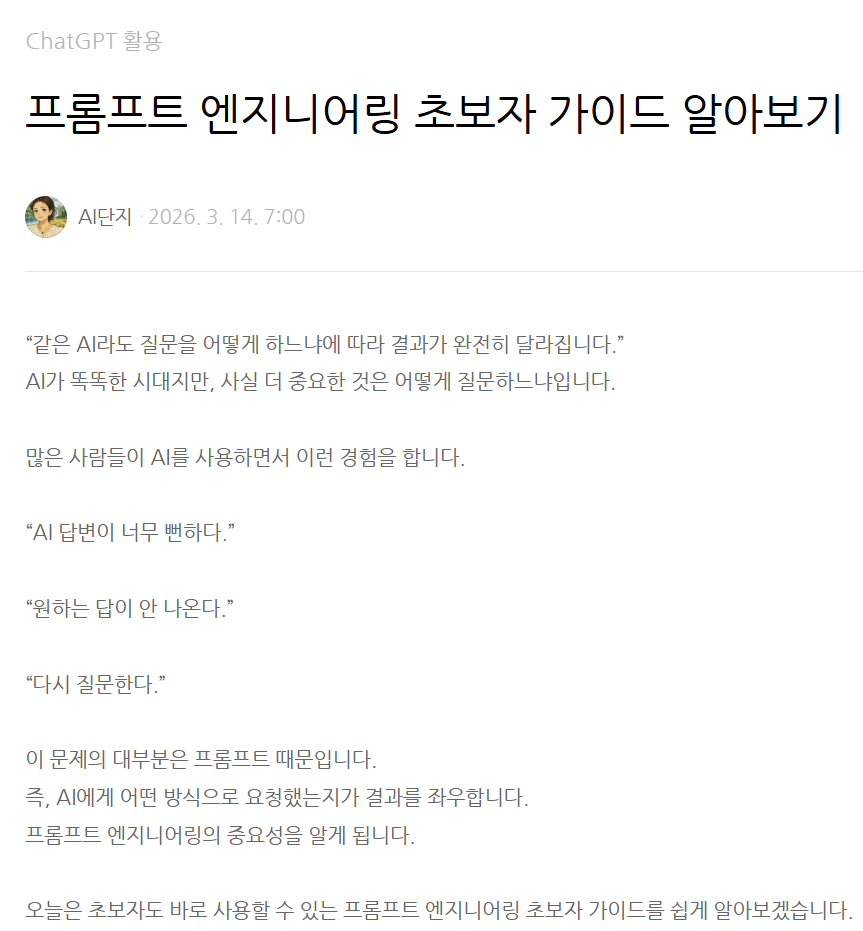 ChatGPT 활용
프롬프트 엔지니어링 초보자 가이드 알아보기
AI단지 · 2026. 3. 14. 7:00
“같은 AI라도 질문을 어떻게 하느냐에 따라 결과가 완전히 달라집니다.”
AI가 똑똑한 시대지만, 사실 더 중요한 것은 어떻게 질문하느냐입니다.
많은 사람들이 AI를 사용하면서 이런 경험을 합니다.
“AI 답변이 너무 뻔하다.”
“원하는 답이 안 나온다.”
“다시 질문한다.”
이 문제의 대부분은 프롬프트 때문입니다.
즉, AI에게 어떤 방식으로 요청했는지가 결과를 좌우합니다.
프롬프트 엔지니어링의 중요성을 알게 됩니다.
오늘은 초보자도 바로 사용할 수 있는 프롬프트 엔지니어링 초보자 가이드를 쉽게 알아보겠습니다.